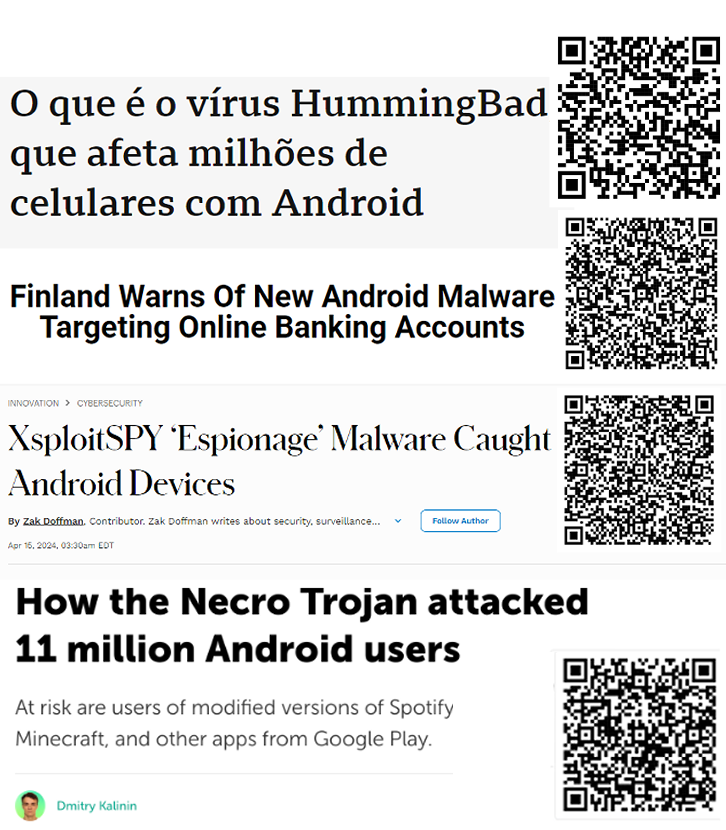 O que é o vírus HummingBad
que afeta milhões de
celulares com Android
Finland Warns Of New Android Malware
Targeting Online Banking Accounts
INNOVATION > CYBERSECURITY
XsploitSPY ‘Espionage’ Malware Caught
Android Devices
By Zak Doffman, Contributor. Zak Doffman writes about security, surveillance... Follow Author
Apr 16, 2024, 03:30am EDT
How the Necro Trojan attacked
11 million Android users
At risk are users of modified versions of Spotify
Minecraft, and other apps from Google Play.
Dmitry Kalinin